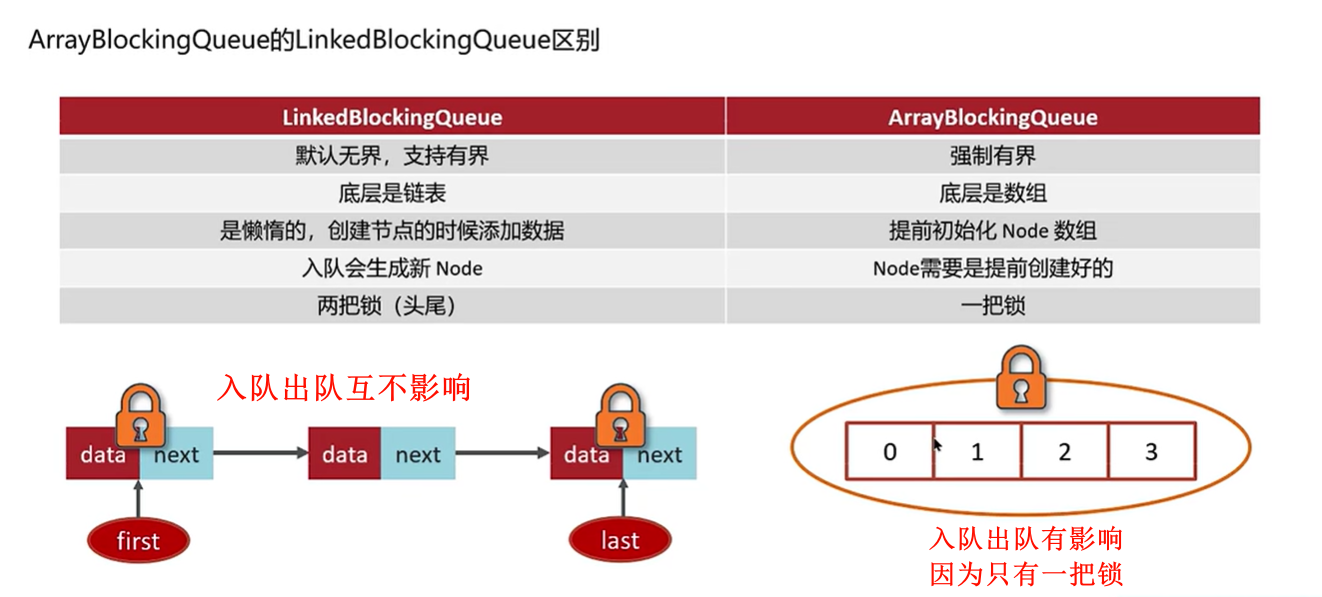 ArrayBlockingQueue的LinkedBlockingQueue区别
LinkedBlockingQueue ArrayBlockingQueue
默认无界，支持有界 强制有界
底层是链表 底层是数组
是懒惰的，创建节点的时候添加数据 提前初始化 Node 数组
入队会生成新 Node Node需要是提前创建好的
两把锁（头尾） 一把锁
入队出队互不影响
data next data next data next
first last
0 1 2 3
入队出队有影响
因为只有一把锁